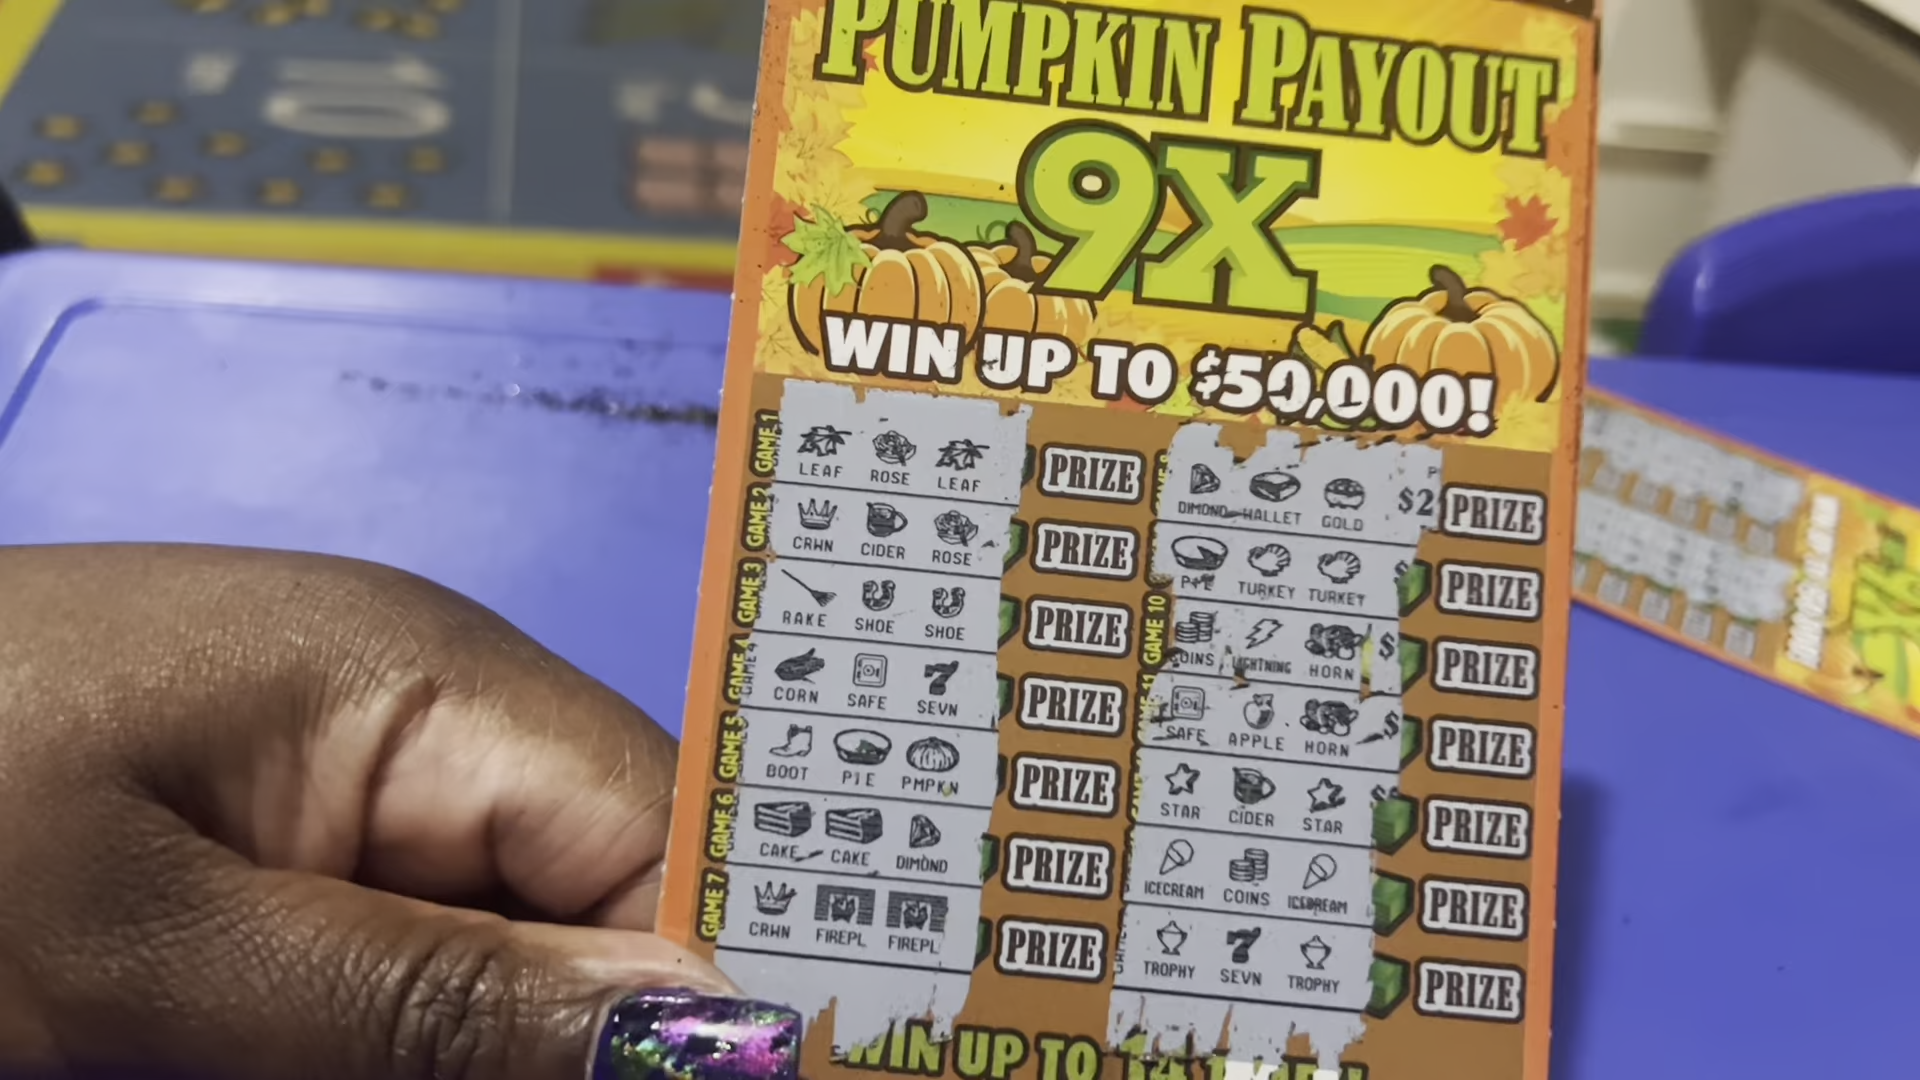 PUMPKIN PAYOUT
9X
WIN UP TO $50,000!
GAME 1
LEAF ROSE LEAF
PRIZE
GAME 2
CRWN CIDER ROSE
PRIZE
GAME 3
RAKE SHOE SHOE
PRIZE
GAME 4
CORN SAFE SEVN
PRIZE
GAME 5
BOOT PIE PMPKN
PRIZE
GAME 6
CAKE CAKE DIMOND
PRIZE
GAME 7
CRWN FIREPL FIREPL
PRIZE
DIMOND WALLET GOLD
$2
PRIZE
PIE TURKEY TURKEY
$
PRIZE
GAME 10
COINS LIGHTNING HORN
$
PRIZE
SAFE APPLE HORN
$
PRIZE
STAR CIDER STAR
PRIZE
ICECREAM COINS ICECREAM
PRIZE
TROPHY SEVN TROPHY
PRIZE
WIN UP TO 14